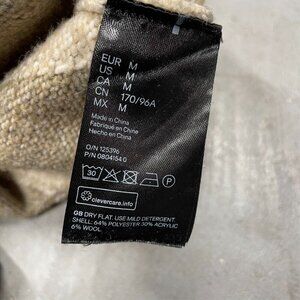 EUR M
US M
CA M
CN 170/96A
MX M
Made in China
Fabriqué en Chine
Hecho en China
O/N 125396
P/N 0804154 0
30 P
clevercare.info
GB DRY FLAT. USE MILD DETERGENT.
SHELL: 64% POLYESTER 30% ACRYLIC
6% WOOL